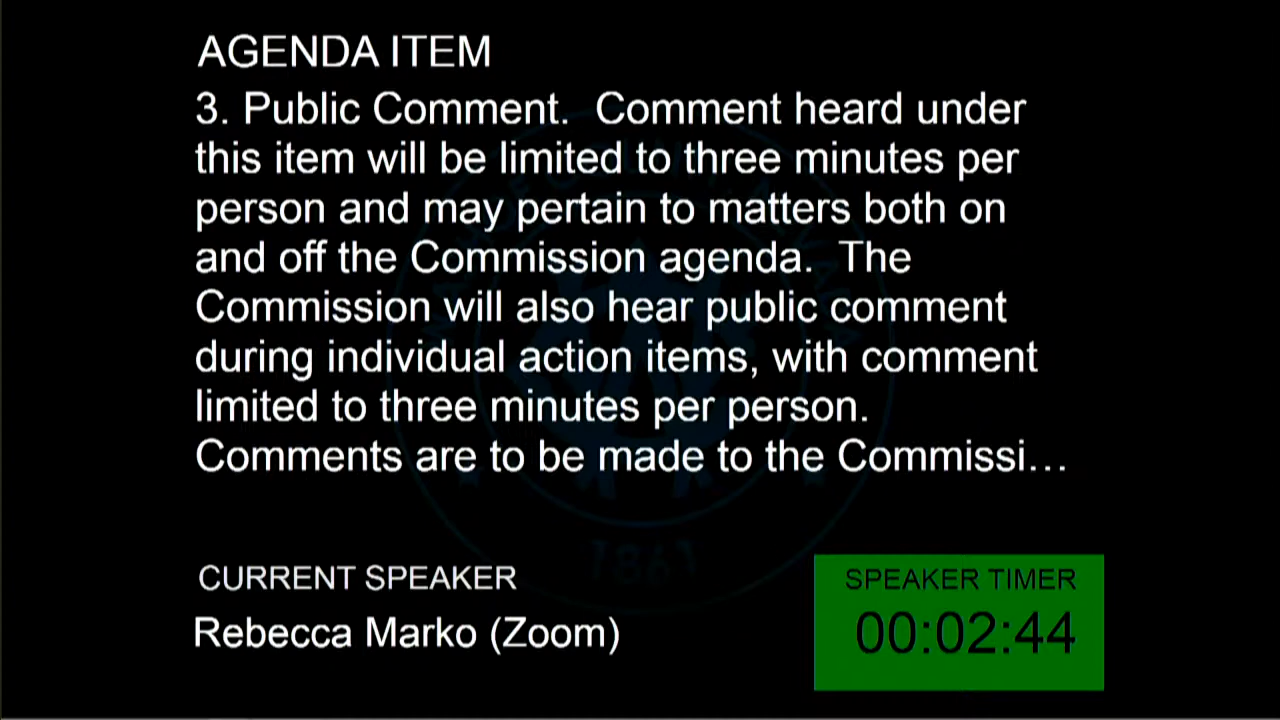 AGENDA ITEM
3. Public Comment.  Comment heard under
this item will be limited to three minutes per
person and may pertain to matters both on
and off the Commission agenda.  The
Commission will also hear public comment
during individual action items, with comment
limited to three minutes per person.
Comments are to be made to the Commissi...
1861
CURRENT SPEAKER
Rebecca Marko (Zoom)
SPEAKER TIMER
00:02:44